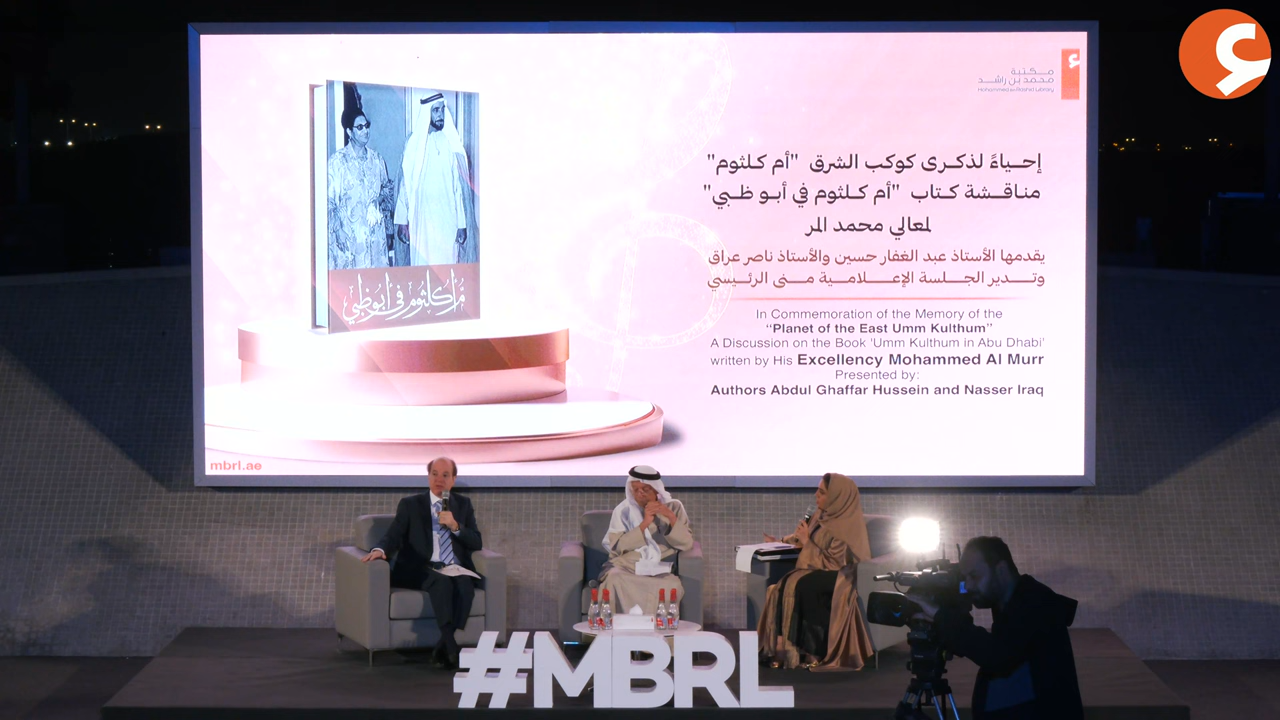 مكتبة
محمد بن راشد
Mohammed Bin Rashid Library
إحياءً لذكرى كوكب الشرق "أم كلثوم"
مناقشة كتاب "أم كلثوم في أبو ظبي"
لمعالي محمد المر
يقدمها الأستاذ عبد الغفار حسين والأستاذ ناصر عراق
وتدير الجلسة الإعلامية منى الرئيسي
In Commemoration of the Memory of the
“Planet of the East Umm Kulthum”
A Discussion on the Book 'Umm Kulthum in Abu Dhabi'
written by His Excellency Mohammed Al Murr
Presented by:
Authors Abdul Ghaffar Hussein and Nasser Iraq
أم كلثوم في أبوظبي
mbrl.ae
#MBRL